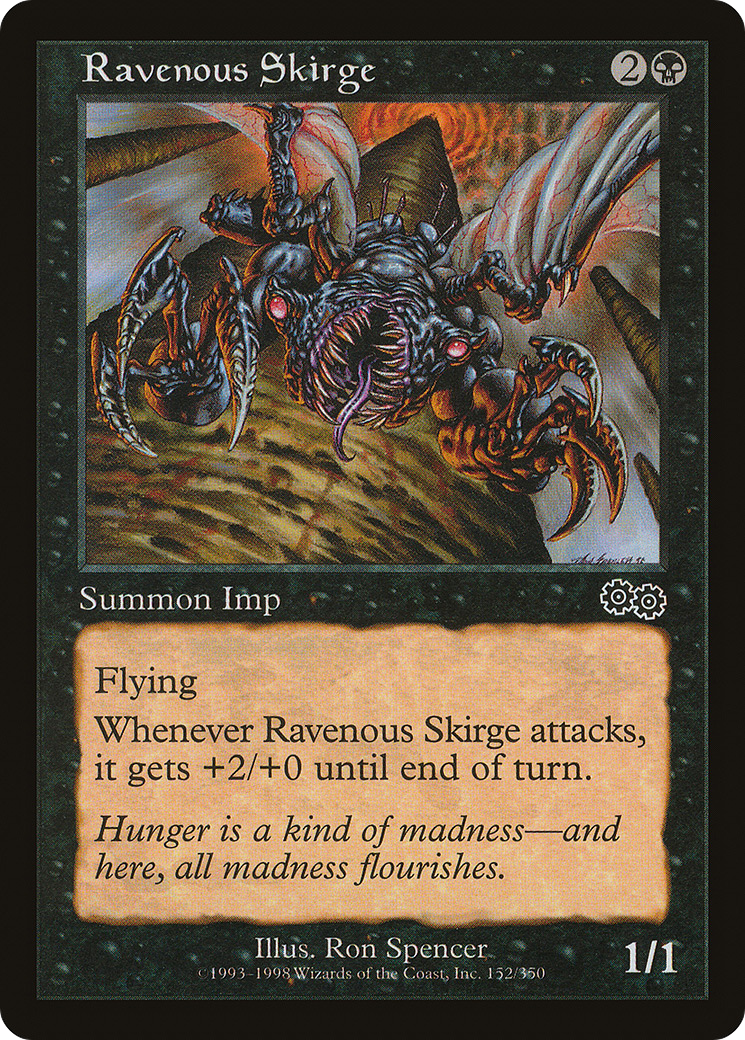 Ravenous Skirge
2
Summon Imp
Flying
Whenever Ravenous Skirge attacks,
it gets +2/+0 until end of turn.
Hunger is a kind of madness—and
here, all madness flourishes.
Illus. Ron Spencer
1/1
©1993–1998 Wizards of the Coast, Inc. 152/350